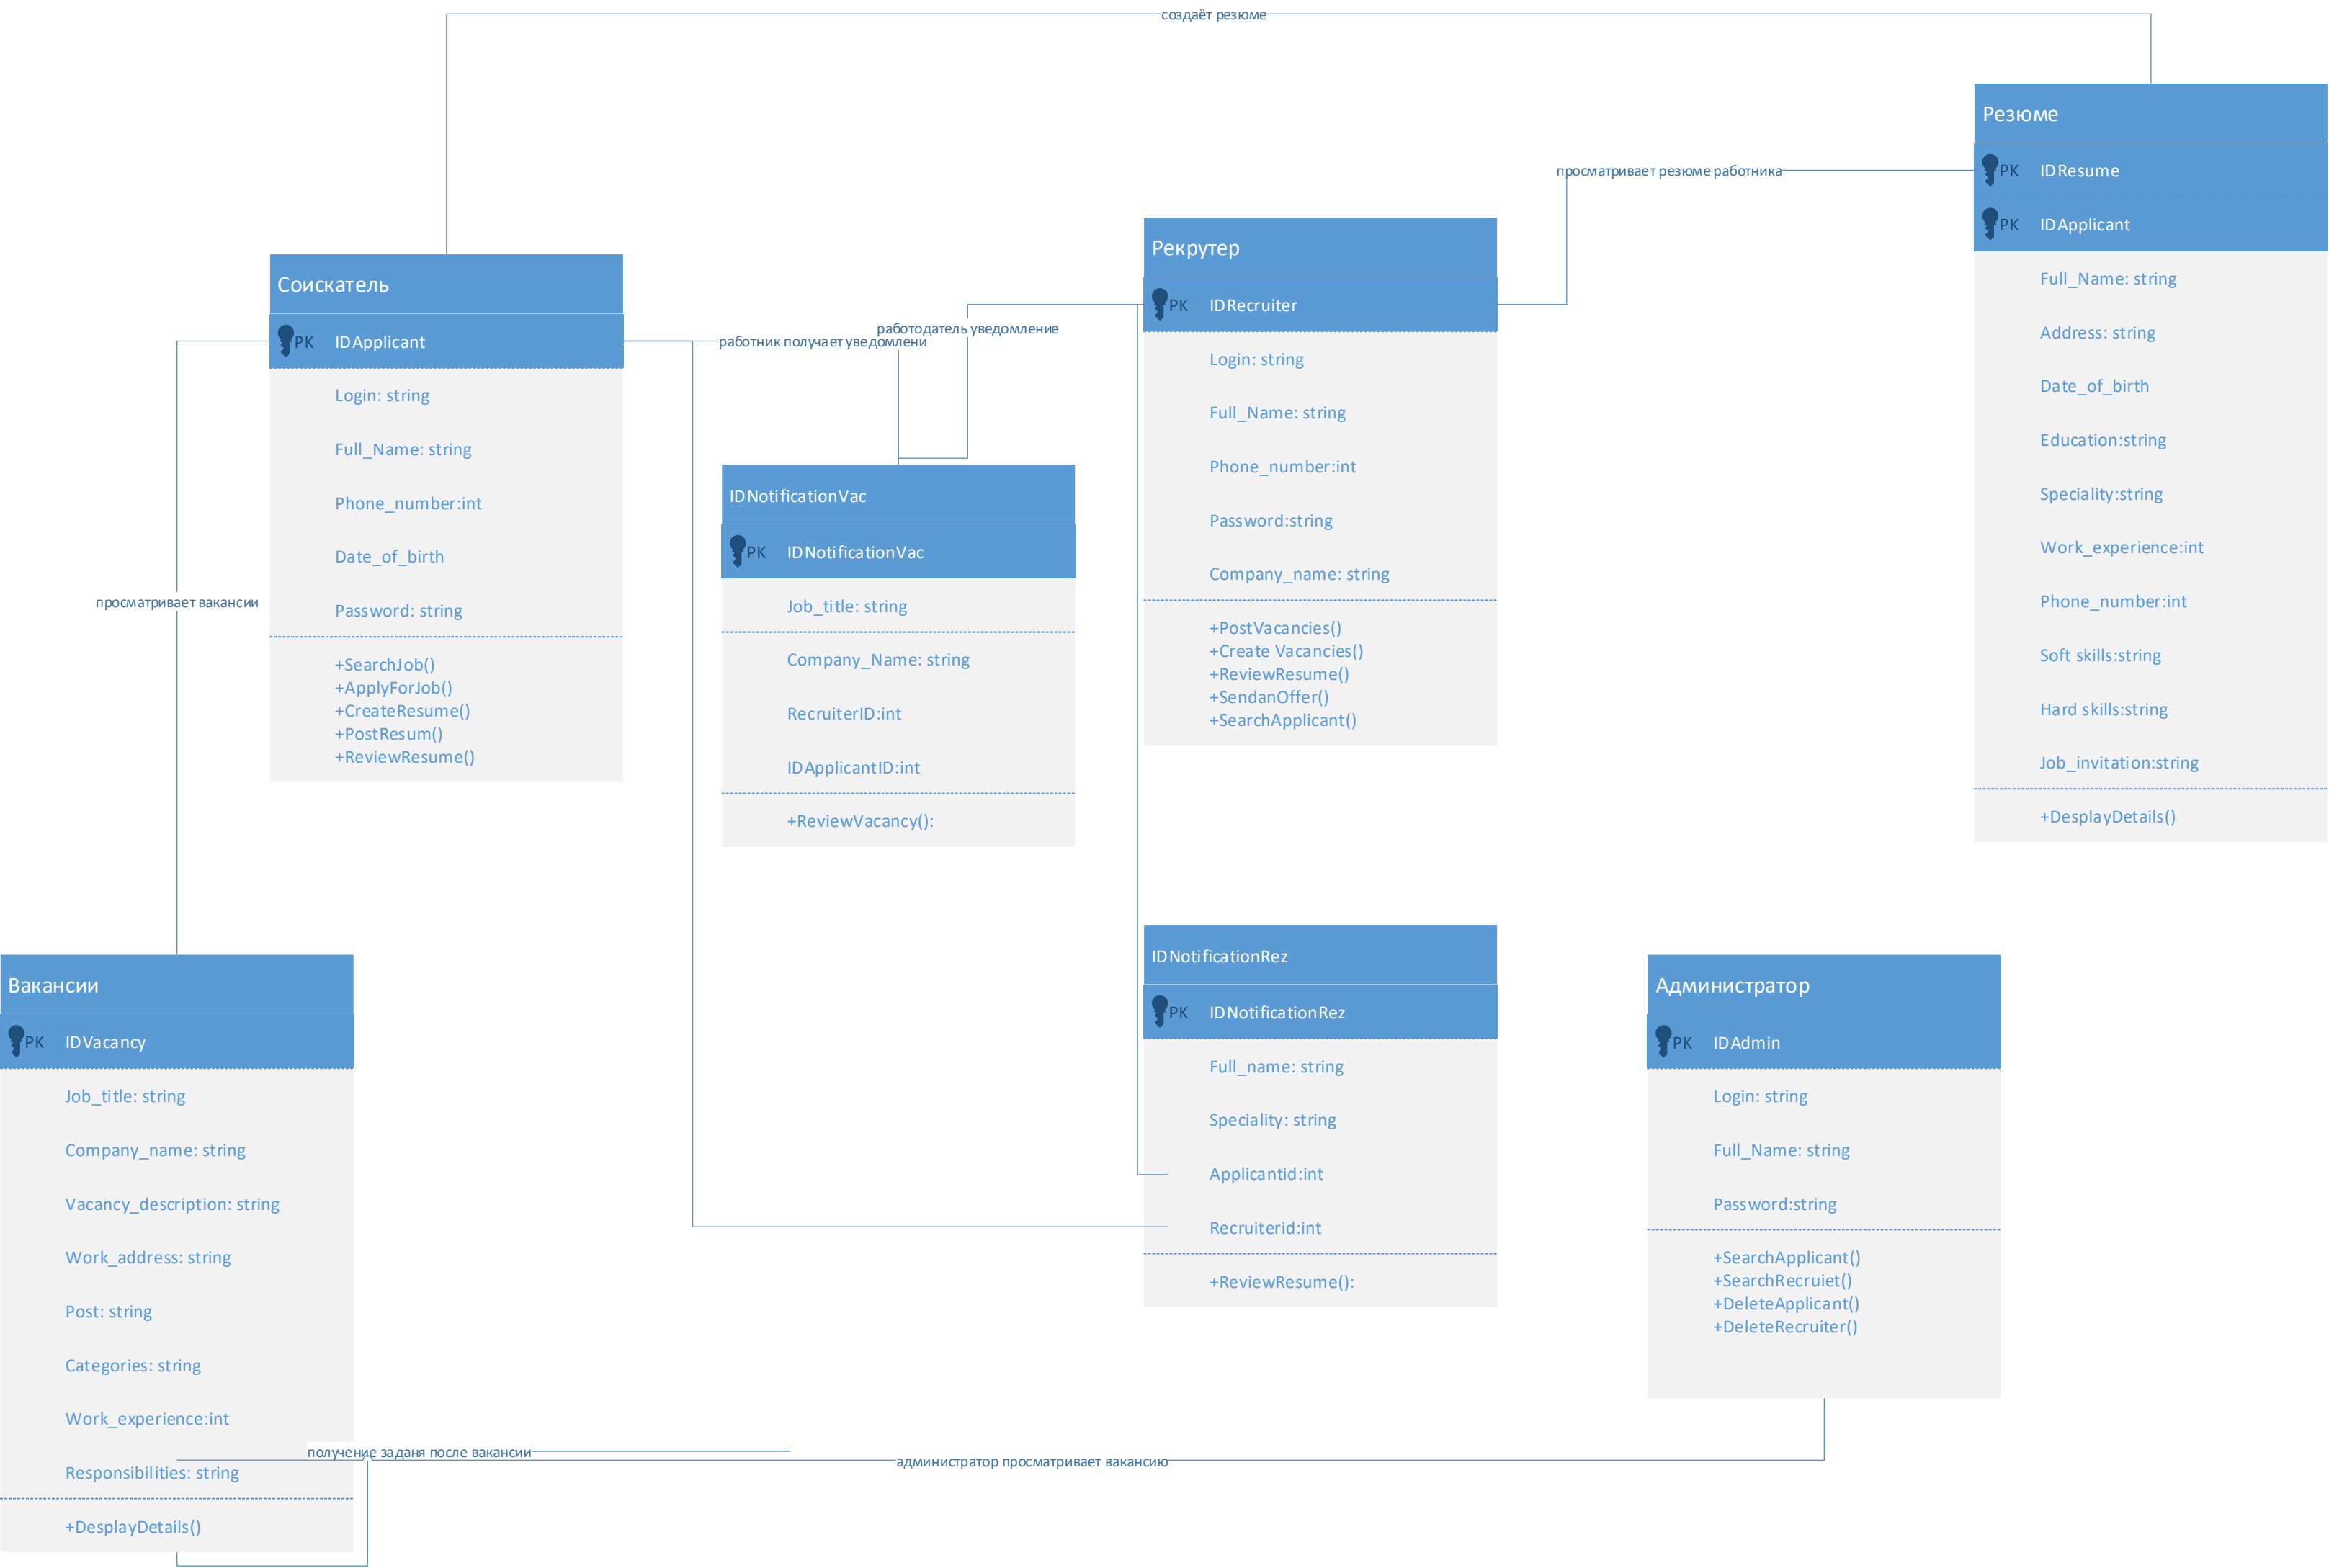 создаёт резюме
Резюме
PK IDResume
PK IDApplicant
Full_Name: string
Address: string
Date_of_birth
Education:string
Speciality:string
Work_experience:int
Phone_number:int
Soft skills:string
Hard skills:string
Job_invitation:string
+DesplayDetails()
просматривает резюме работника
Рекрутер
PK IDRecruiter
Login: string
Full_Name: string
Phone_number:int
Password:string
Company_name: string
+PostVacancies()
+Create Vacancies()
+ReviewResume()
+SendanOffer()
+SearchApplicant()
Соискатель
PK IDApplicant
Login: string
Full_Name: string
Phone_number:int
Date_of_birth
Password: string
+SearchJob()
+ApplyForJob()
+CreateResume()
+PostResum()
+ReviewResume()
работодатель уведомление
работник получает уведомлени
IDNotificationVac
PK IDNotificationVac
Job_title: string
Company_Name: string
RecruiterID:int
IDApplicantID:int
+ReviewVacancy():
просматривает вакансии
Вакансии
PK IDVacancy
Job_title: string
Company_name: string
Vacancy_description: string
Work_address: string
Post: string
Categories: string
Work_experience:int
Responsibilities: string
+DesplayDetails()
IDNotificationRez
PK IDNotificationRez
Full_name: string
Speciality: string
Applicantid:int
Recruiterid:int
+ReviewResume():
Администратор
PK IDAdmin
Login: string
Full_Name: string
Password:string
+SearchApplicant()
+SearchRecruiet()
+DeleteApplicant()
+DeleteRecruiter()
получение заданя после вакансии
администратор просматривает вакансию